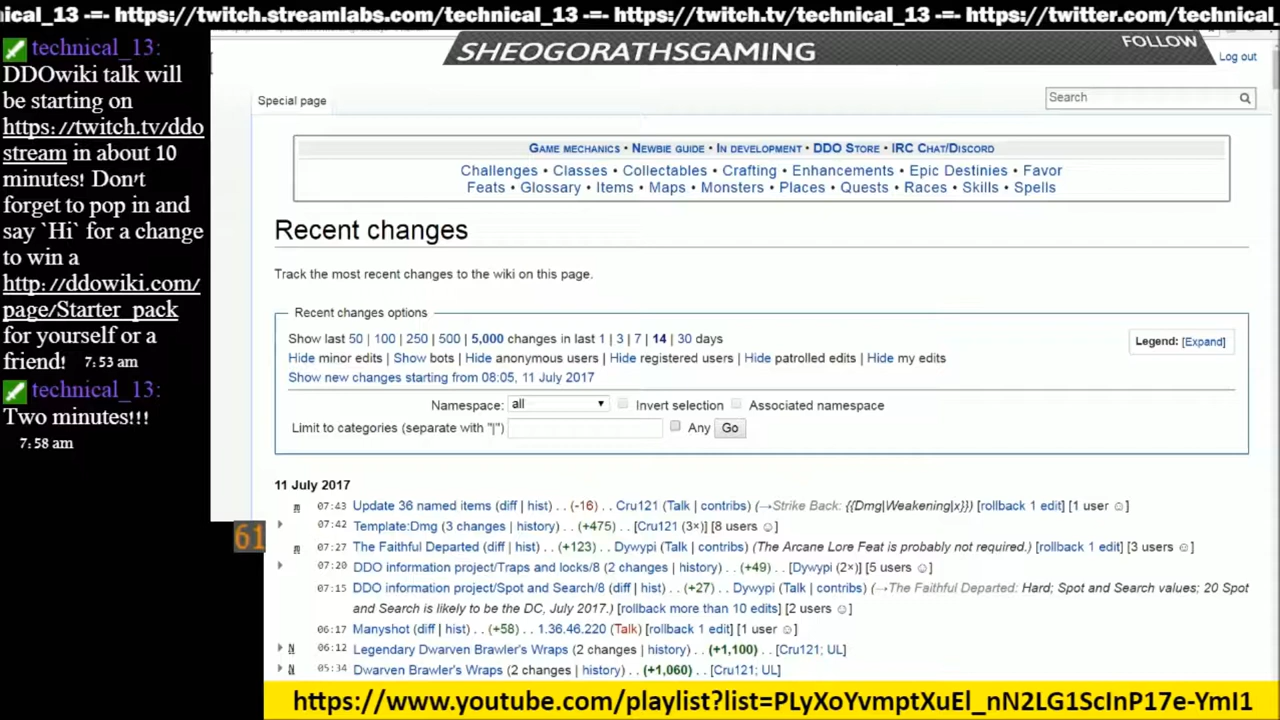 ical_13 -=- https://twitch.streamlabs.com/technical_13 -=- https://twitch.tv/technical_13 -=- https://twitter.com/technical_
technical_13:
DDOwiki talk will
be starting on
https://twitch.tv/ddo
stream in about 10
minutes! Don't
forget to pop in and
say `Hi` for a change
to win a
http://ddowiki.com/
page/Starter_pack
for yourself or a
friend! 7:53 am
technical_13:
Two minutes!!!
7:58 am
SHEOGORATHSGAMING
FOLLOW
Log out
Special page
Search
Game mechanics • Newbie guide • In development • DDO Store • IRC Chat/Discord
Challenges • Classes • Collectables • Crafting • Enhancements • Epic Destinies • Favor
Feats • Glossary • Items • Maps • Monsters • Places • Quests • Races • Skills • Spells
Recent changes
Track the most recent changes to the wiki on this page.
Recent changes options
Show last 50 | 100 | 250 | 500 | 5,000 changes in last 1 | 3 | 7 | 14 | 30 days
Legend: [Expand]
Hide minor edits | Show bots | Hide anonymous users | Hide registered users | Hide patrolled edits | Hide my edits
Show new changes starting from 08:05, 11 July 2017
Namespace: all Invert selection Associated namespace
Limit to categories (separate with "|") Any Go
11 July 2017
m 07:43 Update 36 named items (diff | hist) . . (-16) . . Cru121 (Talk | contribs) (→Strike Back: {{Dmg|Weakening|x}}) [rollback 1 edit] [1 user ☺]
07:42 Template:Dmg (3 changes | history) . . (+475) . . [Cru121 (3×)] [8 users ☺]
61
m 07:27 The Faithful Departed (diff | hist) . . (+123) . . Dywypi (Talk | contribs) (The Arcane Lore Feat is probably not required.) [rollback 1 edit] [3 users ☺]
07:20 DDO information project/Traps and locks/8 (2 changes | history) . . (+49) . . [Dywypi (2×)] [5 users ☺]
07:15 DDO information project/Spot and Search/8 (diff | hist) . . (+27) . . Dywypi (Talk | contribs) (→The Faithful Departed: Hard; Spot and Search values; 20 Spot
and Search is likely to be the DC, July 2017.) [rollback more than 10 edits] [2 users ☺]
06:17 Manyshot (diff | hist) . . (+58) . . 1.36.46.220 (Talk) [rollback 1 edit] [1 user ☺]
N 06:12 Legendary Dwarven Brawler's Wraps (2 changes | history) . . (+1,100) . . [Cru121; UL]
N 05:34 Dwarven Brawler's Wraps (2 changes | history) . . (+1,060) . . [Cru121; UL]
https://www.youtube.com/playlist?list=PLyXoYvmptXuEl_nN2LG1ScInP17e-YmI1